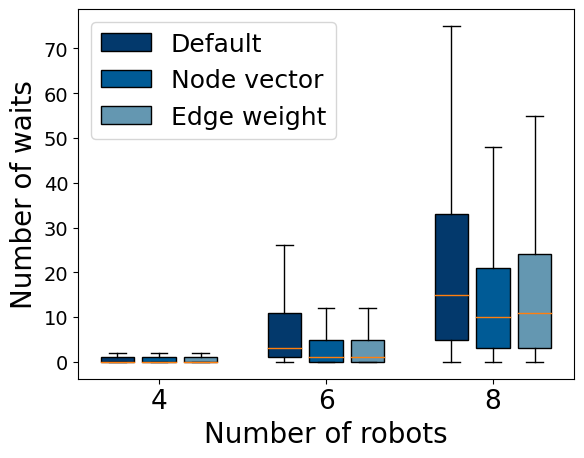 Default
Node vector
Edge weight
Number of waits
70
60
50
40
30
20
10
0
4 6 8
Number of robots